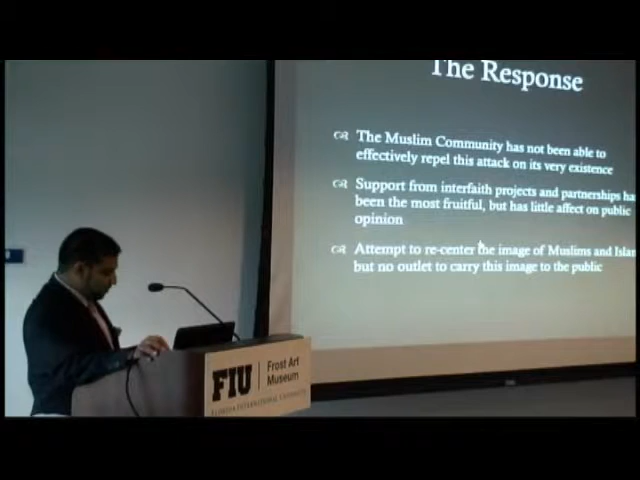 The Response
The Muslim Community has not been able to
effectively repel this attack on its very existence
Support from interfaith projects and partnerships ha
been the most fruitful, but has little affect on public
opinion
Attempt to re-center the image of Muslims and Islam
but no outlet to carry this image to the public
FIU
Frost Art
Museum
FLORIDA INTERNATIONAL UNIVERSITY